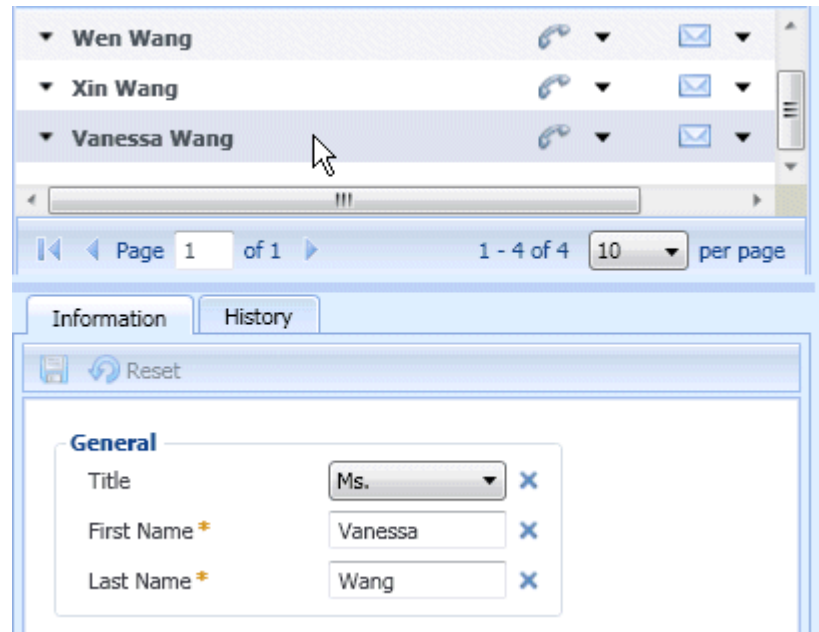 Wen Wang
Xin Wang
Vanessa Wang
Page 1 of 1 1 - 4 of 4 10 per page
Information History
Reset
General
Title Ms.
First Name * Vanessa
Last Name * Wang